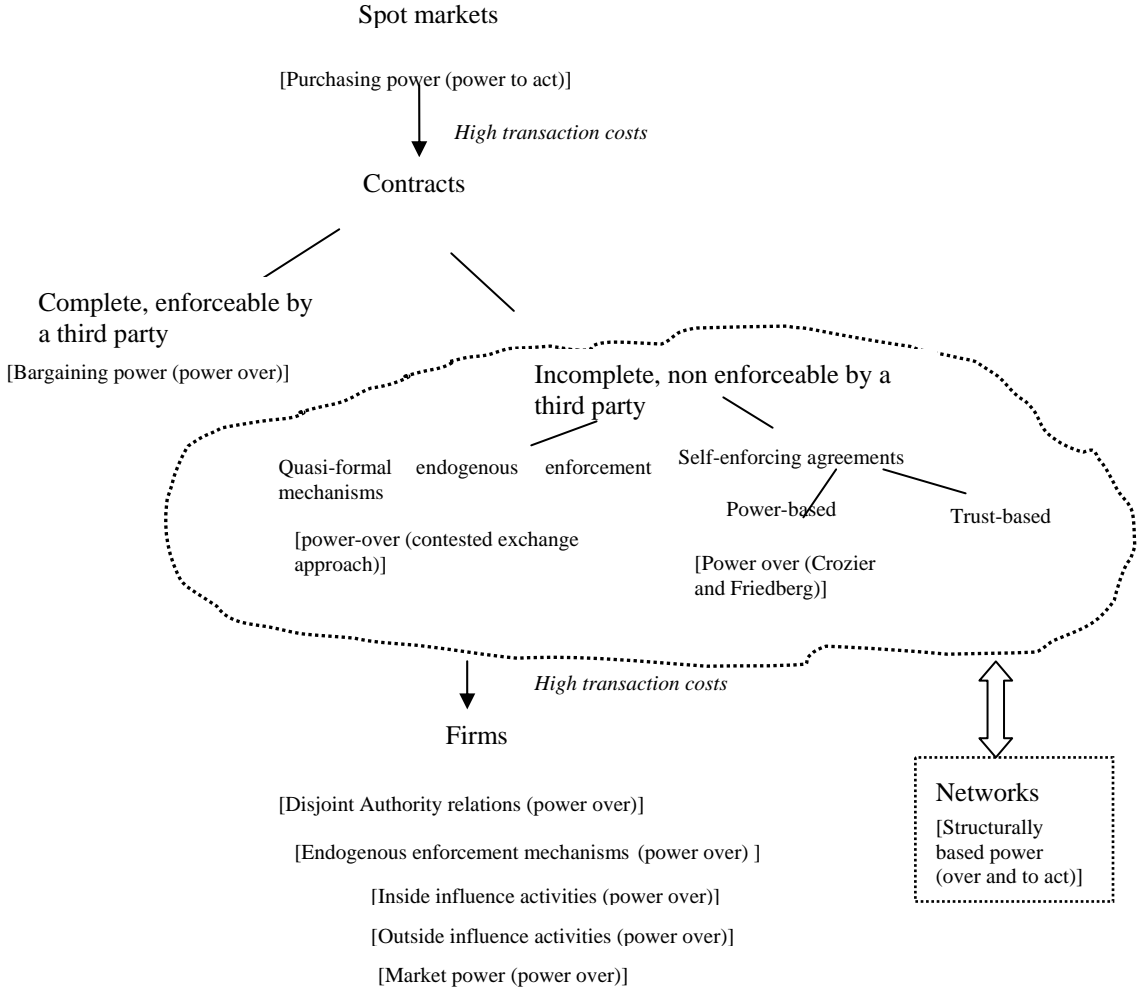 Spot markets
[Purchasing power (power to act)]
High transaction costs
Contracts
Complete, enforceable by
a third party
[Bargaining power (power over)]
Incomplete, non enforceable by a
third party
Quasi-formal endogenous enforcement
mechanisms
[power-over (contested exchange
approach)]
Self-enforcing agreements
Power-based
Trust-based
[Power over (Crozier
and Friedberg)]
High transaction costs
Firms
[Disjoint Authority relations (power over)]
[Endogenous enforcement mechanisms (power over) ]
[Inside influence activities (power over)]
[Outside influence activities (power over)]
[Market power (power over)]
Networks
[Structurally
based power
(over and to act)]